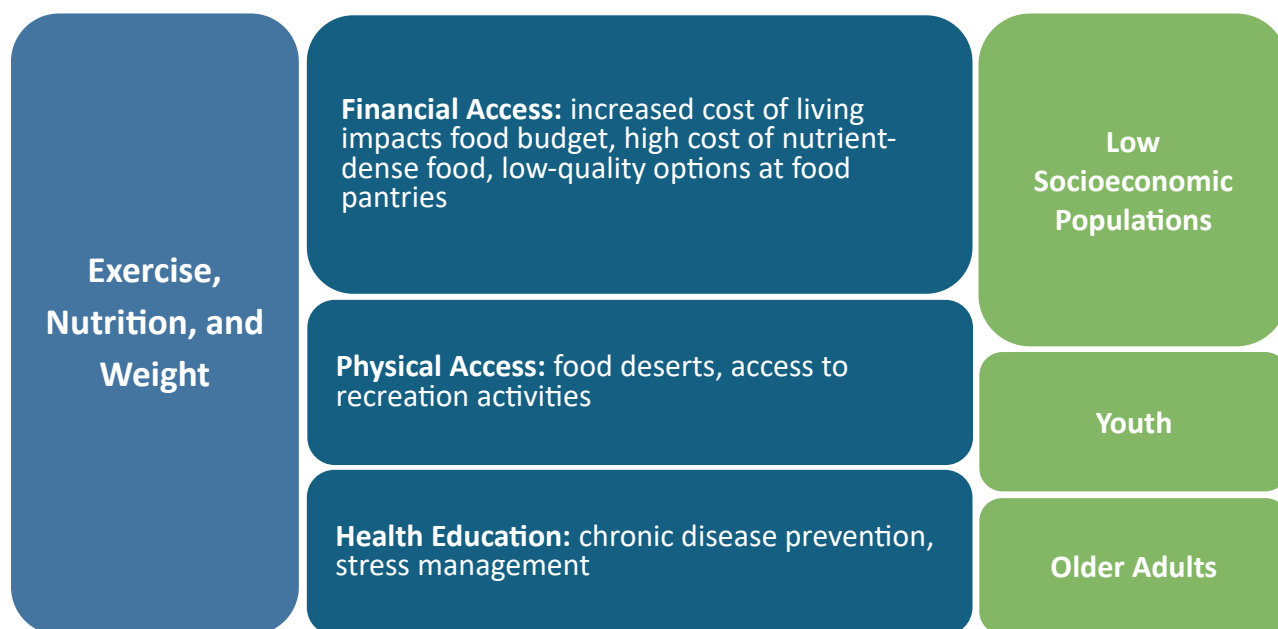 Exercise,
Nutrition, and
Weight
Financial Access: increased cost of living
impacts food budget, high cost of nutrient-
dense food, low-quality options at food
pantries
Physical Access: food deserts, access to
recreation activities
Health Education: chronic disease prevention,
stress management
Low
Socioeconomic
Populations
Youth
Older Adults